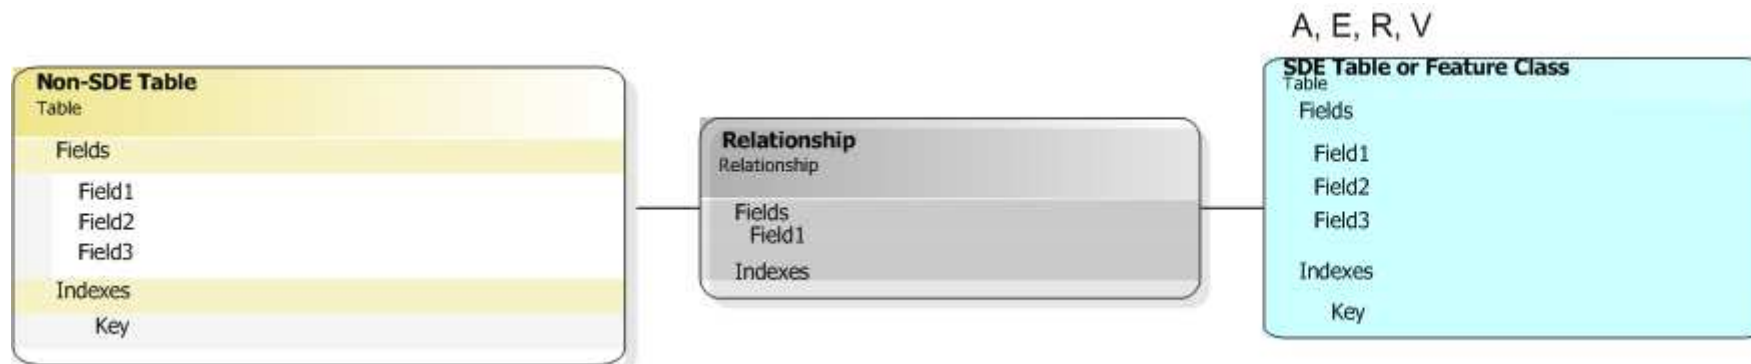 Non-SDE Table
Table
Fields
Field1
Field2
Field3
Indexes
Key
Relationship
Relationship
Fields
Field1
Indexes
A, E, R, V
SDE Table or Feature Class
Table
Fields
Field1
Field2
Field3
Indexes
Key